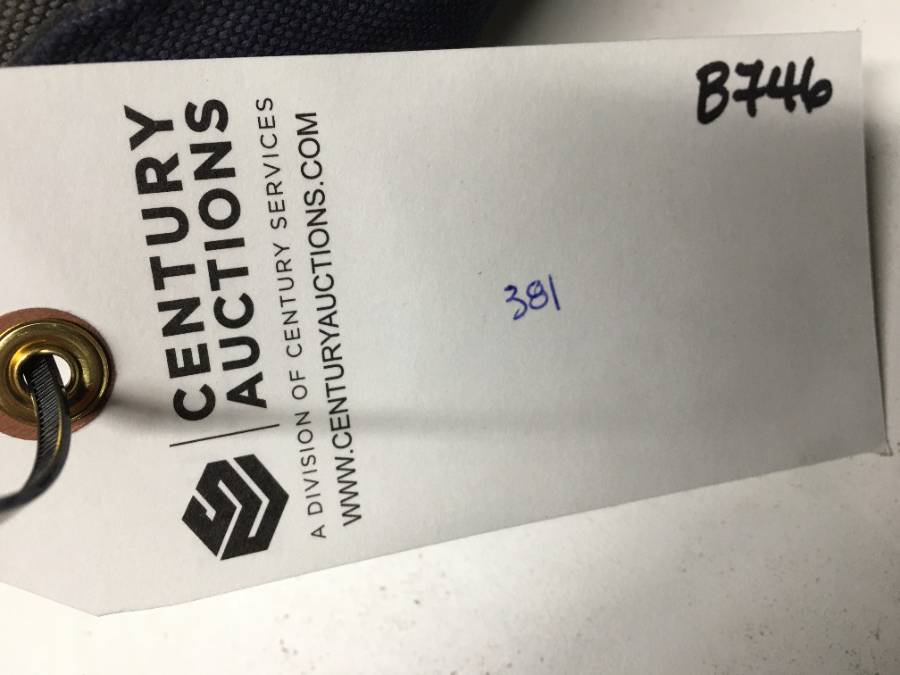 B746
CENTURY
AUCTIONS
A DIVISION OF CENTURY SERVICES
WWW.CENTURYAUCTIONS.COM
381